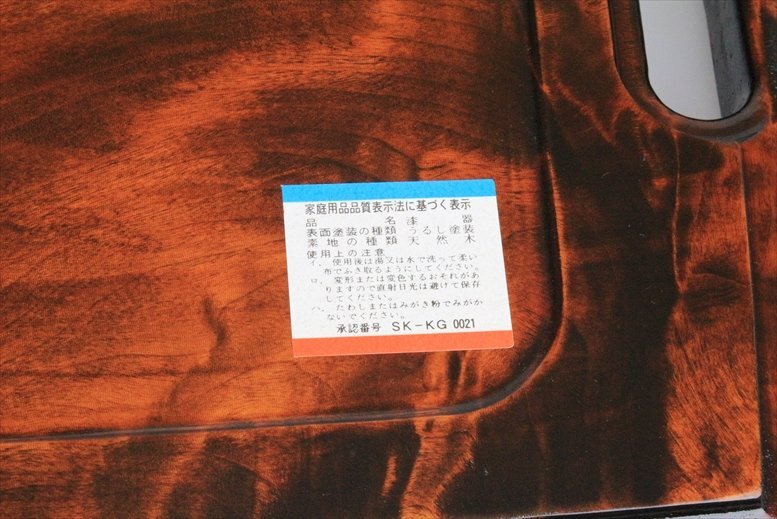 家庭用品品質表示法に基づく表示
品名 漆器
表面塗装の種類 うるし塗装
素地の種類 天然木
使用上の注意
イ、使用後は湯又は水で洗って柔い
布でふき取るようにしてください。
ロ、変形または変色するおそれがあ
りますので直射日光は避けて保存
してください。
ハ、たわしまたはみがき粉でみがか
ないでください。
承認番号 SK-KG 0021